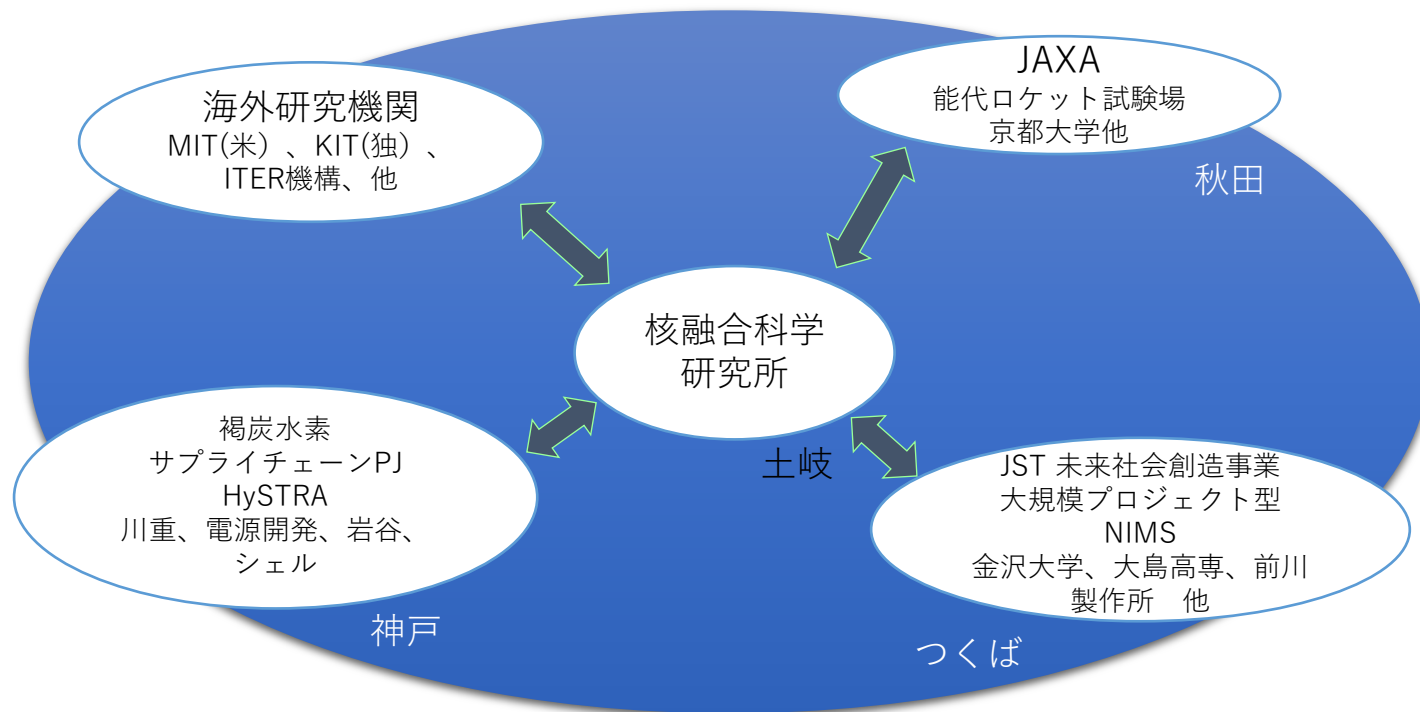 海外研究機関
MIT(米）、KIT(独）、
ITER機構、他
JAXA
能代ロケット試験場
京都大学他
秋田
核融合科学
研究所
土岐
褐炭水素
サプライチェーンPJ
HySTRA
川重、電源開発、岩谷、
シェル
神戸
JST 未来社会創造事業
大規模プロジェクト型
NIMS
金沢大学、大島高専、前川
製作所　他
つくば